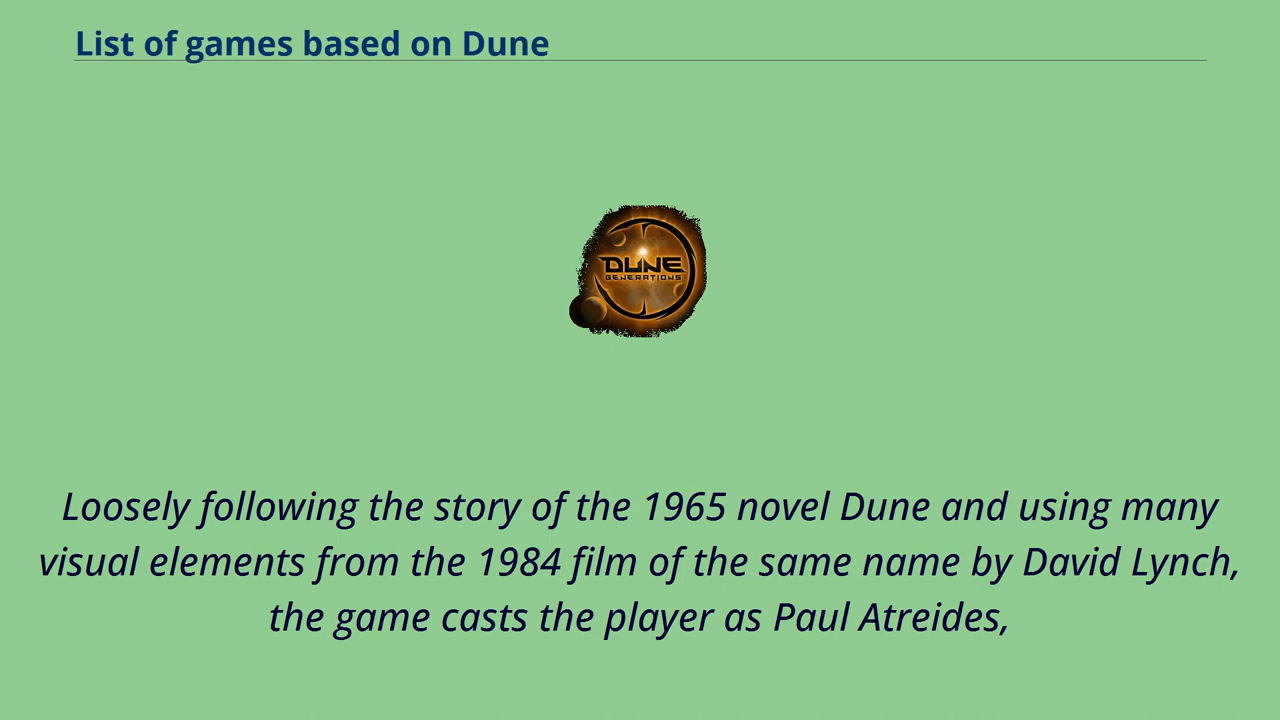 List of games based on Dune
DUNE
GENERATIONS
Loosely following the story of the 1965 novel Dune and using many
visual elements from the 1984 film of the same name by David Lynch,
the game casts the player as Paul Atreides,